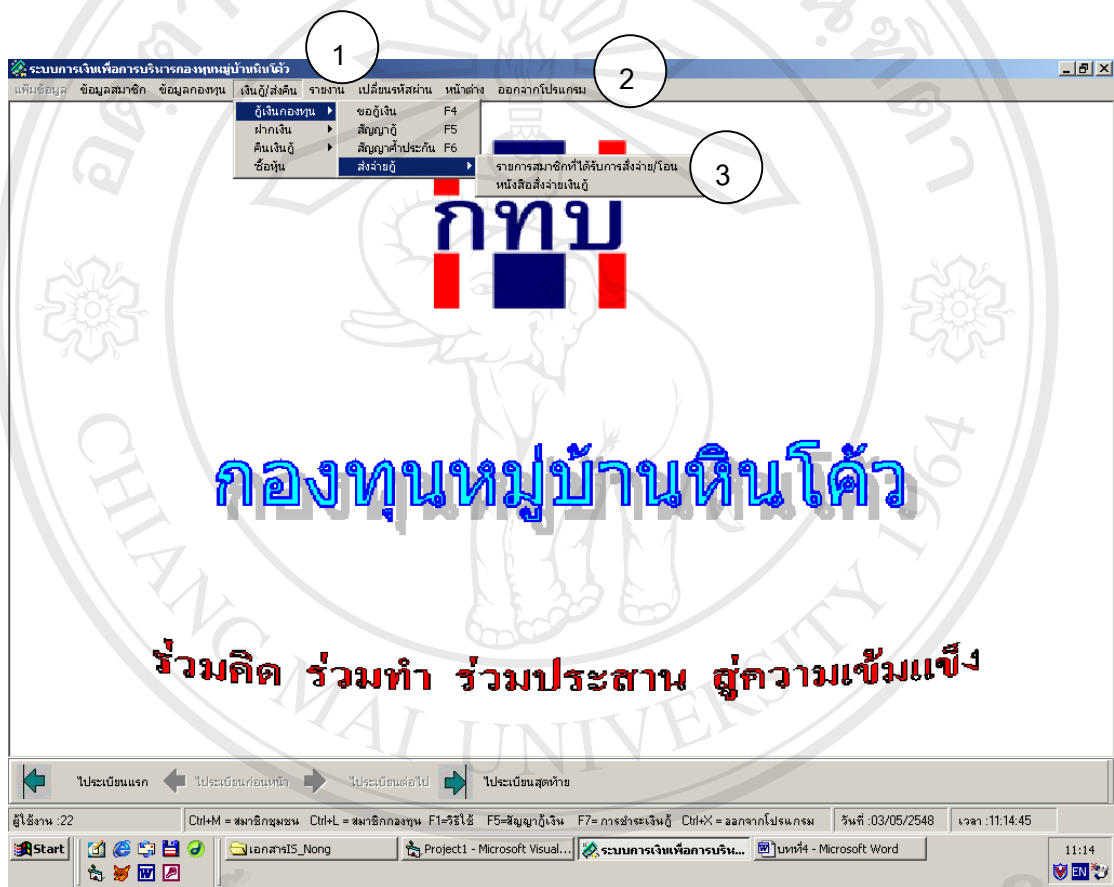 1
2
ระบบการเงินเพื่อการบริหารกองทุนหมู่บ้านหินโค้ว
แฟ้มข้อมูล ข้อมูลสมาชิก ข้อมูลกองทุน เงินกู้/ส่งคืน รายงาน เปลี่ยนรหัสผ่าน หน้าต่าง ออกจากโปรแกรม
กู้เงินกองทุน ขอกู้เงิน F4
ฝากเงิน สัญญากู้ F5
คืนเงินกู้ สัญญาค้ำประกัน F6
ซื้อหุ้น สั่งจ่ายกู้ รายการสมาชิกที่ได้รับการสั่งจ่าย/โอน
3
หนังสือสั่งจ่ายเงินกู้
กทบ
กองทุนหมู่บ้านหินโค้ว
ร่วมคิด ร่วมทำ ร่วมประสาน สู่ความเข้มแข็ง
CHIANG MAI UNIVERSITY 1964
ไประเบียนแรก ไประเบียนก่อนหน้า ไประเบียนต่อไป ไประเบียนสุดท้าย
ผู้ใช้งาน :22 Ctrl+M = สมาชิกชุมชน Ctrl+L = สมาชิกกองทุน F1=วิธีใช้ F5=สัญญากู้เงิน F7= การชำระเงินกู้ Ctrl+X = ออกจากโปรแกรม วันที่ :03/05/2548 เวลา :11:14:45
Start เอกสารIS_Nong Project1 - Microsoft Visual... ระบบการเงินเพื่อการบริห... บทที่4 - Microsoft Word 11:14
EN